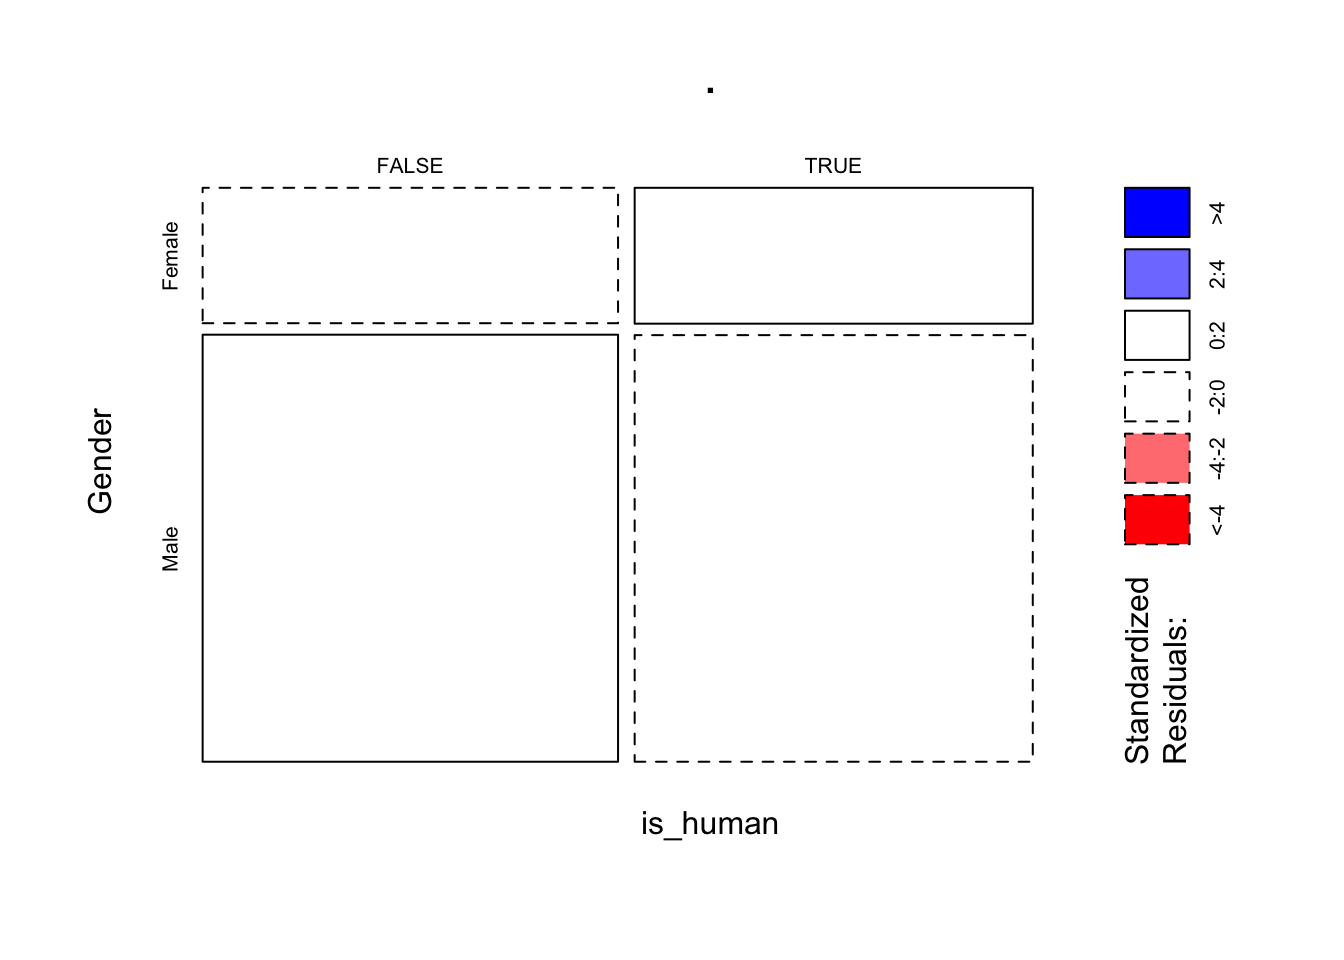 .
FALSE
TRUE
Female
Male
Gender
is_human
>4
2:4
0:2
-2:0
-4:-2
<-4
Standardized
Residuals: